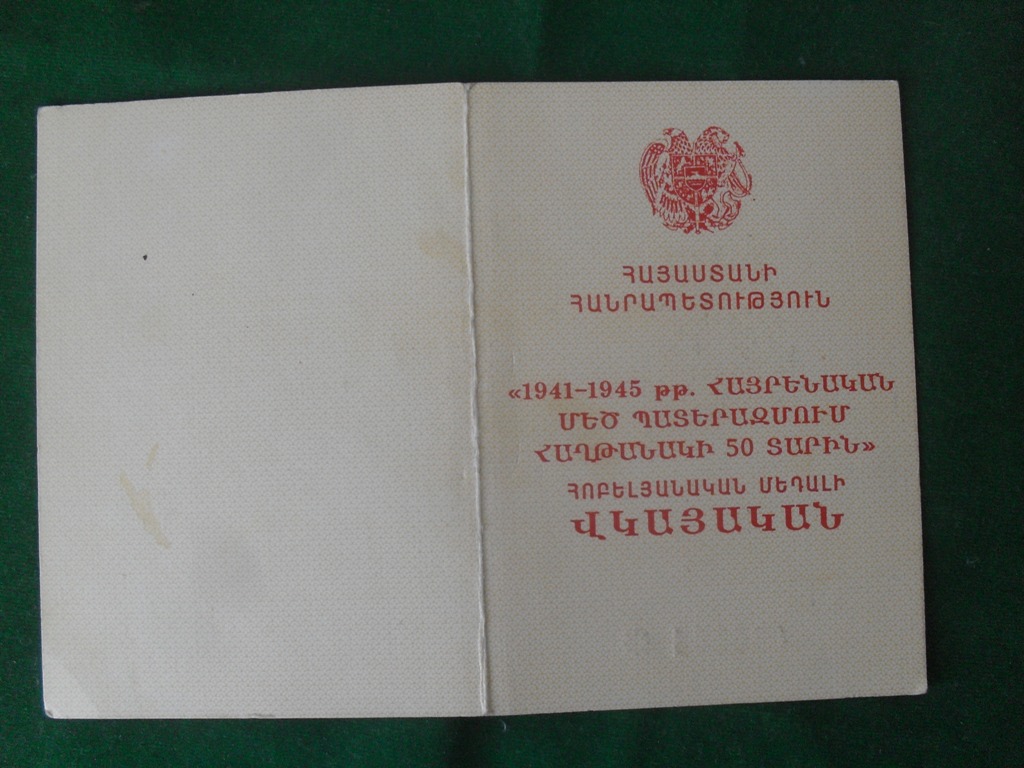 ՀԱՅԱՍՏԱՆԻ
ՀԱՆՐԱՊԵՏՈՒԹՅՈՒՆ
«1941–1945 թթ. ՀԱՅՐԵՆԱԿԱՆ
ՄԵԾ ՊԱՏԵՐԱԶՄՈՒՄ
ՀԱՂԹԱՆԱԿԻ 50 ՏԱՐԻՆ»
ՀՈԲԵԼՅԱՆԱԿԱՆ ՄԵԴԱԼԻ
ՎԿԱՅԱԿԱՆ